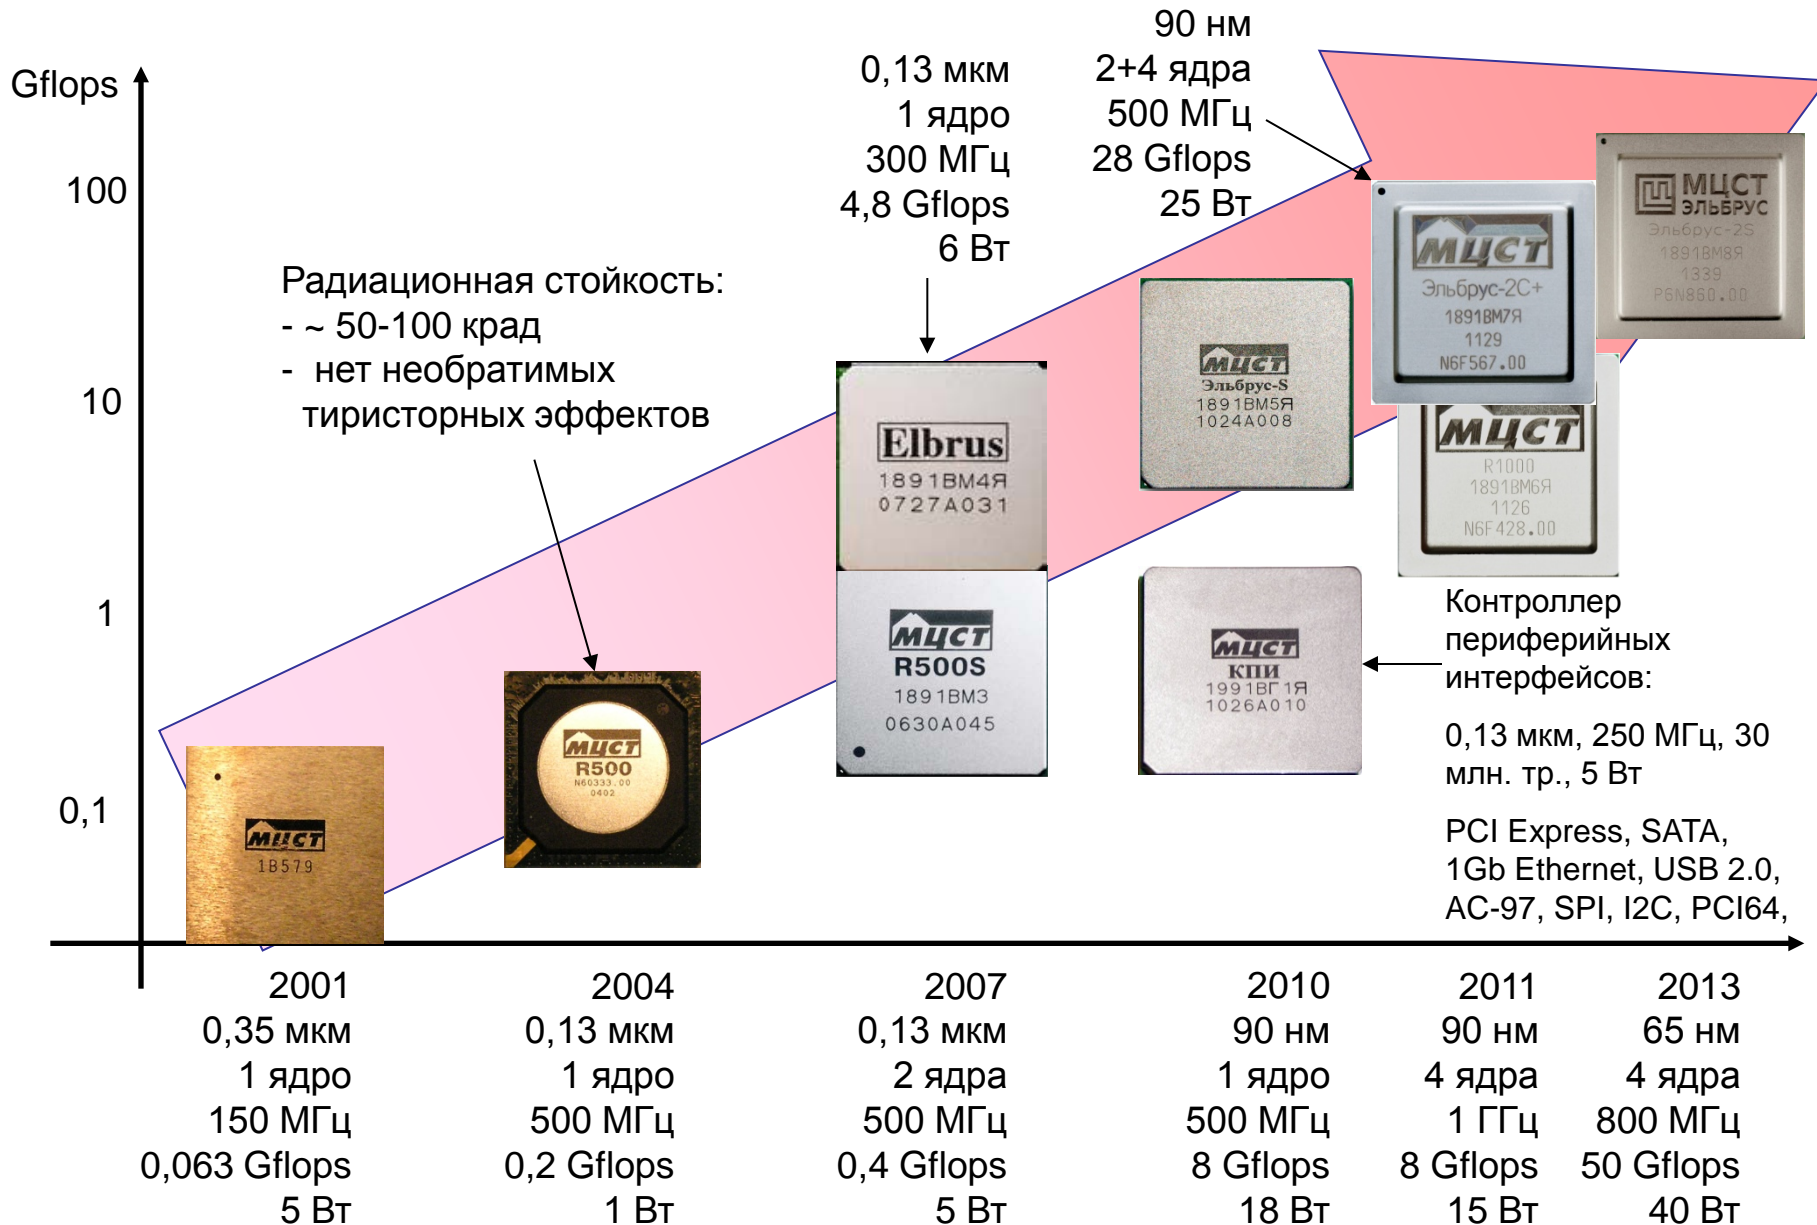 Gflops
100
10
1
0,1
Радиационная стойкость:
- ~ 50-100 крад
- нет необратимых
тиристорных эффектов
0,13 мкм
1 ядро
300 МГц
4,8 Gflops
6 Вт
90 нм
2+4 ядра
500 МГц
28 Gflops
25 Вт
МЦСТ
1В579
МЦСТ
R500
N60333.00
0402
Elbrus
1891ВМ4Я
0727А031
МЦСТ
R500S
1891ВМ3
0630А045
МЦСТ
Эльбрус-S
1891ВМ5Я
1024А008
МЦСТ
КПИ
1991ВГ1Я
1026А010
МЦСТ
Эльбрус-2С+
1891ВМ7Я
1129
N6F567.00
МЦСТ
R1000
1891ВМ6Я
1126
N6F428.00
МЦСТ
ЭЛЬБРУС
Эльбрус-2S
1891ВМ8Я
1339
P6N860.00
Контроллер
периферийных
интерфейсов:
0,13 мкм, 250 МГц, 30
млн. тр., 5 Вт
PCI Express, SATA,
1Gb Ethernet, USB 2.0,
AC-97, SPI, I2C, PCI64,
2001
0,35 мкм
1 ядро
150 МГц
0,063 Gflops
5 Вт
2004
0,13 мкм
1 ядро
500 МГц
0,2 Gflops
1 Вт
2007
0,13 мкм
2 ядра
500 МГц
0,4 Gflops
5 Вт
2010
90 нм
1 ядро
500 МГц
8 Gflops
18 Вт
2011
90 нм
4 ядра
1 ГГц
8 Gflops
15 Вт
2013
65 нм
4 ядра
800 МГц
50 Gflops
40 Вт